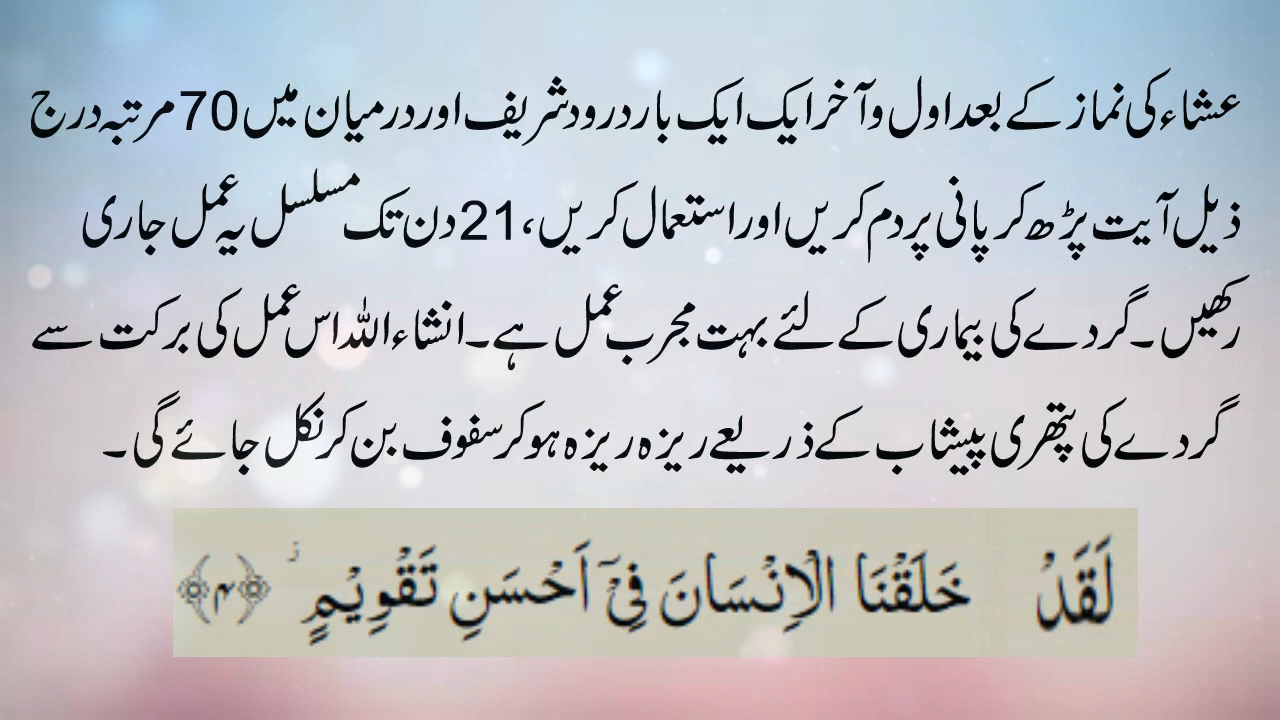 عشاء کی نماز کے بعد اول و آخر ایک ایک بار درود شریف اور درمیان میں 70 مرتبہ درج
ذیل آیت پڑھ کر پانی پر دم کریں اور استعمال کریں، 21 دن تک مسلسل یہ عمل جاری
رکھیں۔ گردے کی بیماری کے لئے بہت مجرب عمل ہے۔ انشاء اللہ اس عمل کی برکت سے
گردے کی پتھری پیشاب کے ذریعے ریزہ ریزہ ہو کر سفوف بن کر نکل جائے گی۔
لَقَدْ خَلَقْنَا الْاِنْسَانَ فِيْٓ اَحْسَنِ تَقْوِيْمٍ ۫ ﴿۴﴾